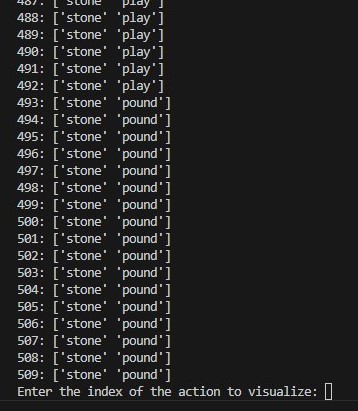 487: ['stone' 'play']
488: ['stone' 'play']
489: ['stone' 'play']
490: ['stone' 'play']
491: ['stone' 'play']
492: ['stone' 'play']
493: ['stone' 'pound']
494: ['stone' 'pound']
495: ['stone' 'pound']
496: ['stone' 'pound']
497: ['stone' 'pound']
498: ['stone' 'pound']
499: ['stone' 'pound']
500: ['stone' 'pound']
501: ['stone' 'pound']
502: ['stone' 'pound']
503: ['stone' 'pound']
504: ['stone' 'pound']
505: ['stone' 'pound']
506: ['stone' 'pound']
507: ['stone' 'pound']
508: ['stone' 'pound']
509: ['stone' 'pound']
Enter the index of the action to visualize: